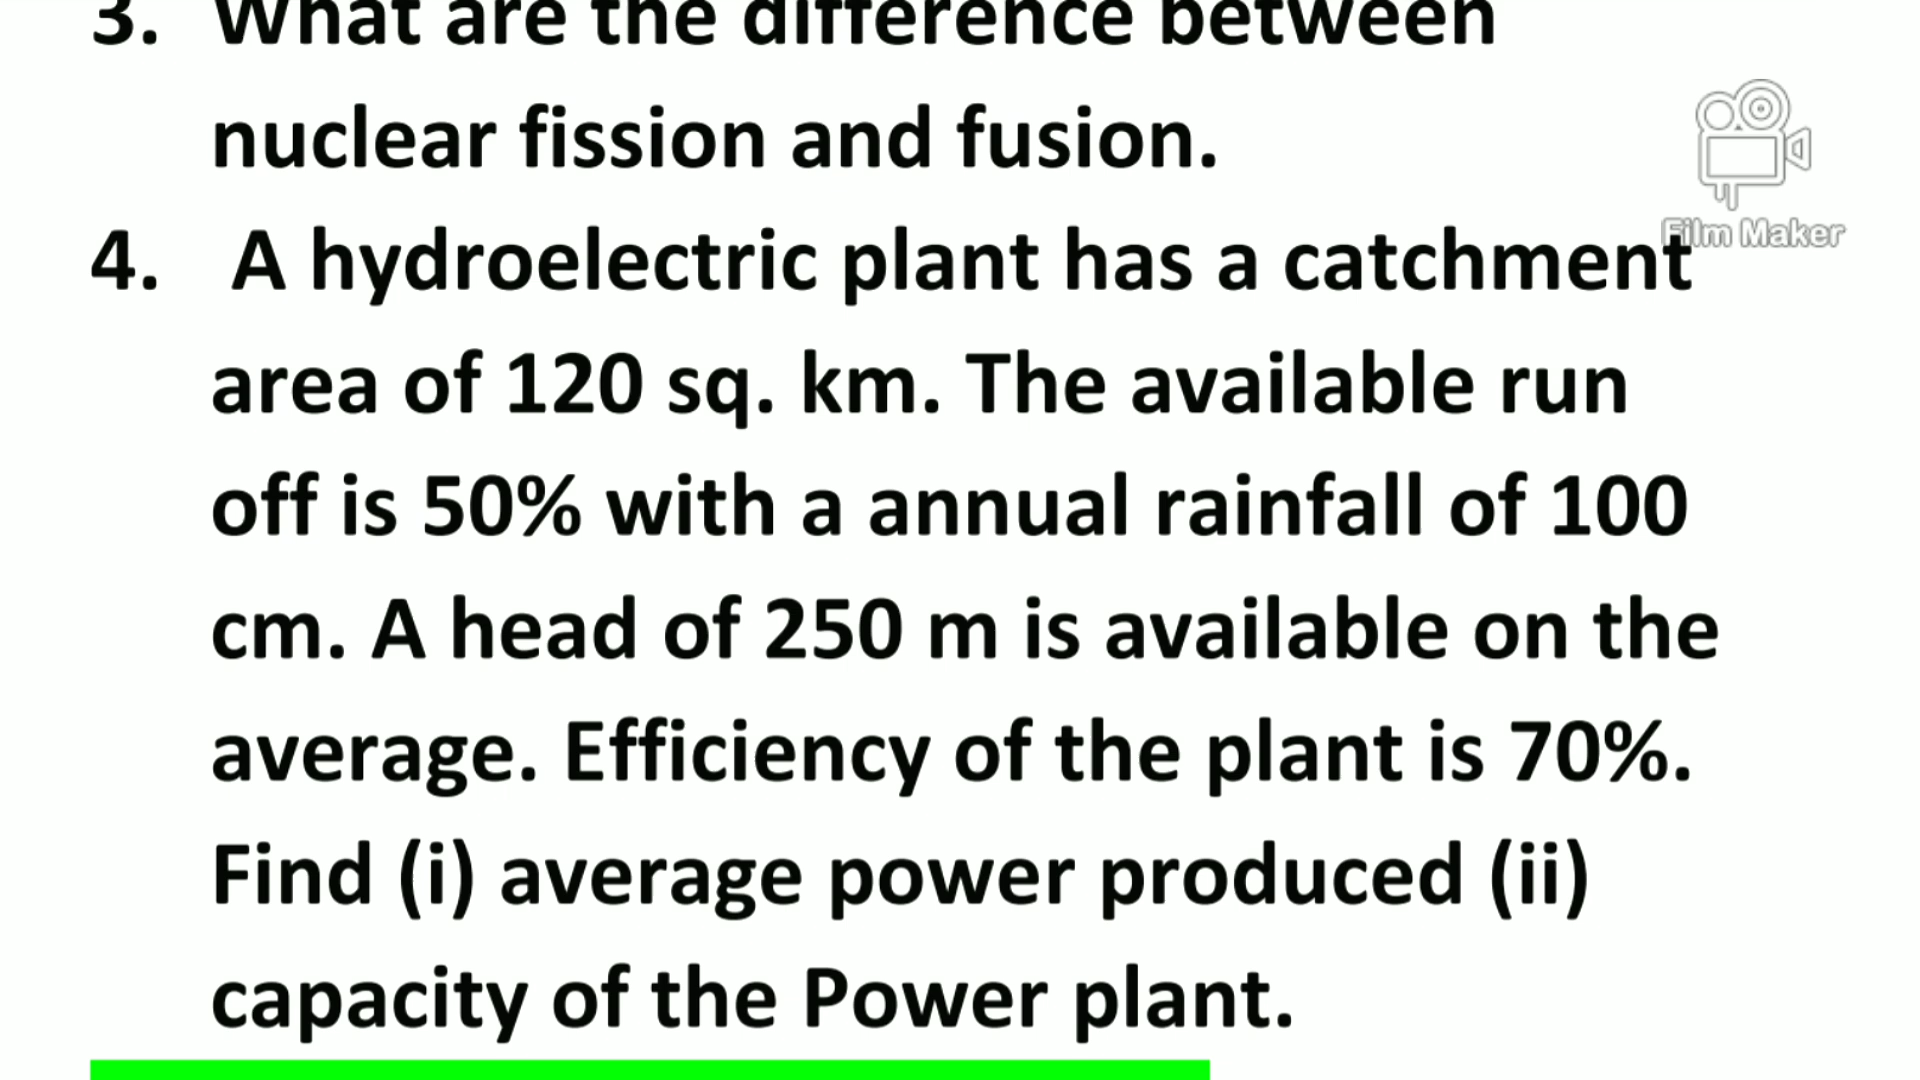 3. What are the difference between
nuclear fission and fusion.
Film Maker
4. A hydroelectric plant has a catchment
area of 120 sq. km. The available run
off is 50% with a annual rainfall of 100
cm. A head of 250 m is available on the
average. Efficiency of the plant is 70%.
Find (i) average power produced (ii)
capacity of the Power plant.